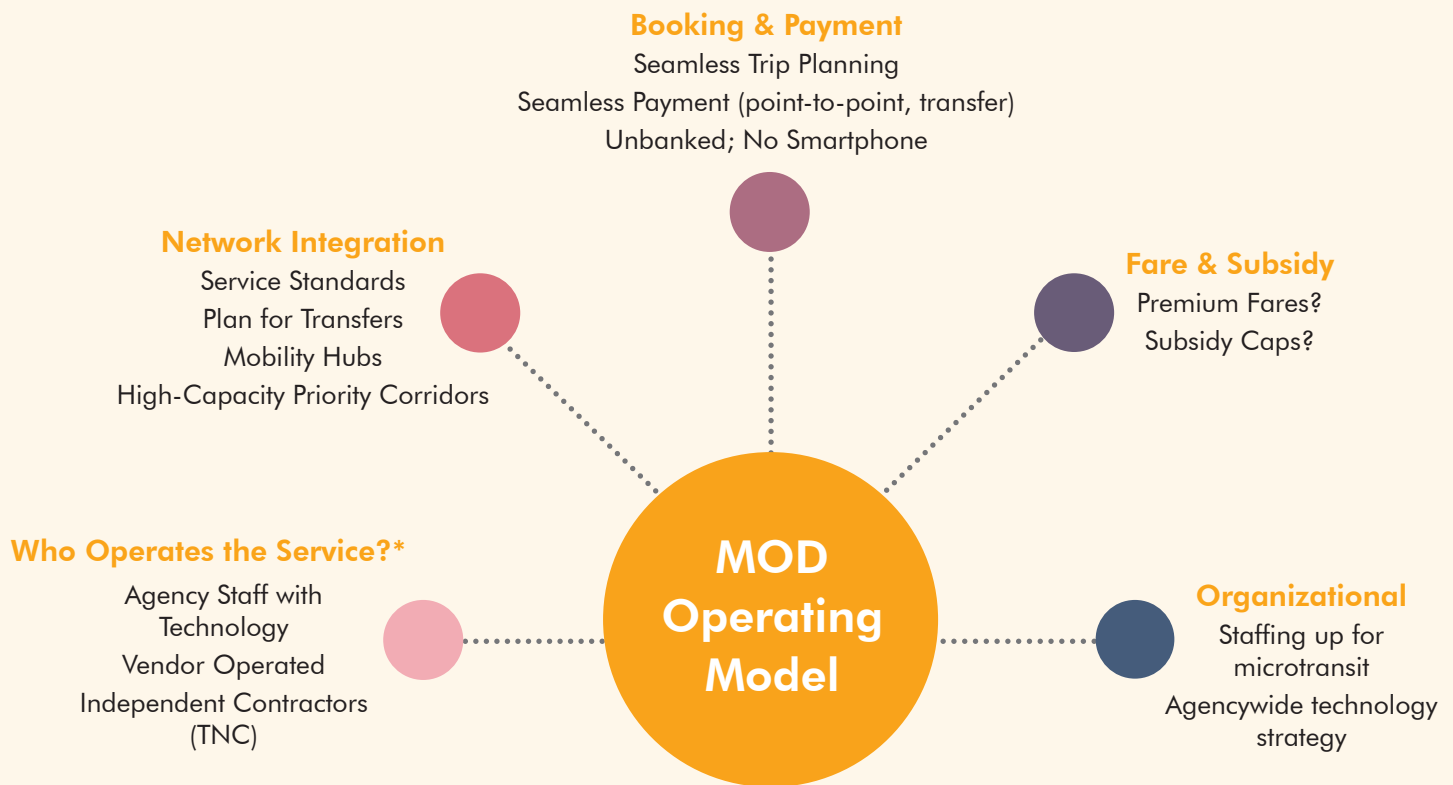 Booking & Payment
Seamless Trip Planning
Seamless Payment (point-to-point, transfer)
Unbanked; No Smartphone
Network Integration
Service Standards
Plan for Transfers
Mobility Hubs
High-Capacity Priority Corridors
Fare & Subsidy
Premium Fares?
Subsidy Caps?
Who Operates the Service?*
Agency Staff with
Technology
Vendor Operated
Independent Contractors
(TNC)
MOD
Operating
Model
Organizational
Staffing up for
microtransit
Agencywide technology
strategy